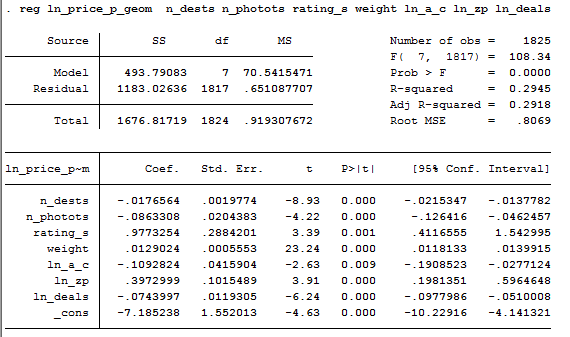 . reg ln_price_p_geom n_dests n_photots rating_s weight ln_a_c ln_zp ln_deals
Source SS df MS Number of obs = 1825
F( 7, 1817) = 108.34
Model 493.79083 7 70.5415471 Prob > F = 0.0000
Residual 1183.02636 1817 .651087707 R-squared = 0.2945
Adj R-squared = 0.2918
Total 1676.81719 1824 .919307672 Root MSE = .8069
ln_price_p~m Coef. Std. Err. t P>|t| [95% Conf. Interval]
n_dests -.0176564 .0019774 -8.93 0.000 -.0215347 -.0137782
n_photots -.0863308 .0204383 -4.22 0.000 -.126416 -.0462457
rating_s .9773254 .2884201 3.39 0.001 .4116555 1.542995
weight .0129024 .0005553 23.24 0.000 .0118133 .0139915
ln_a_c -.1092824 .0415904 -2.63 0.009 -.1908523 -.0277124
ln_zp .3972999 .1015489 3.91 0.000 .1981351 .5964648
ln_deals -.0743997 .0119305 -6.24 0.000 -.0977986 -.0510008
_cons -7.185238 1.552013 -4.63 0.000 -10.22916 -4.141321